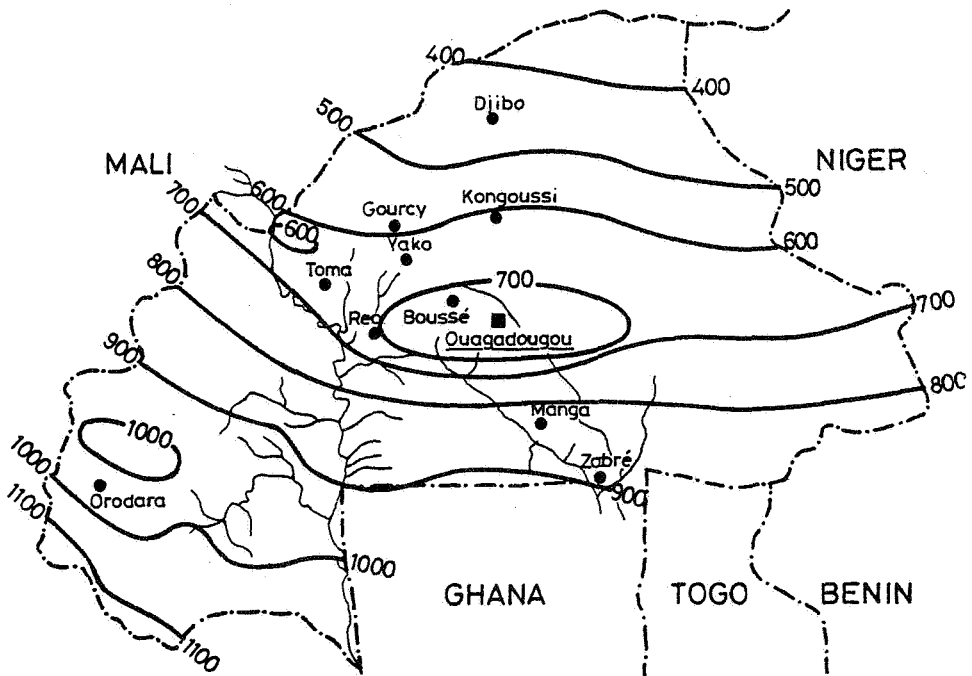 400
400
Djibo
500
MALI
NIGER
500
700
600
Kongoussi
Gourcy
600
600
Yako
800
Toma
700
700
Reo
Boussé
Ouagadougou
900
800
Manga
1000
1000
Zabré
900
Orodara
1100
1000
GHANA
TOGO
BENIN
1100